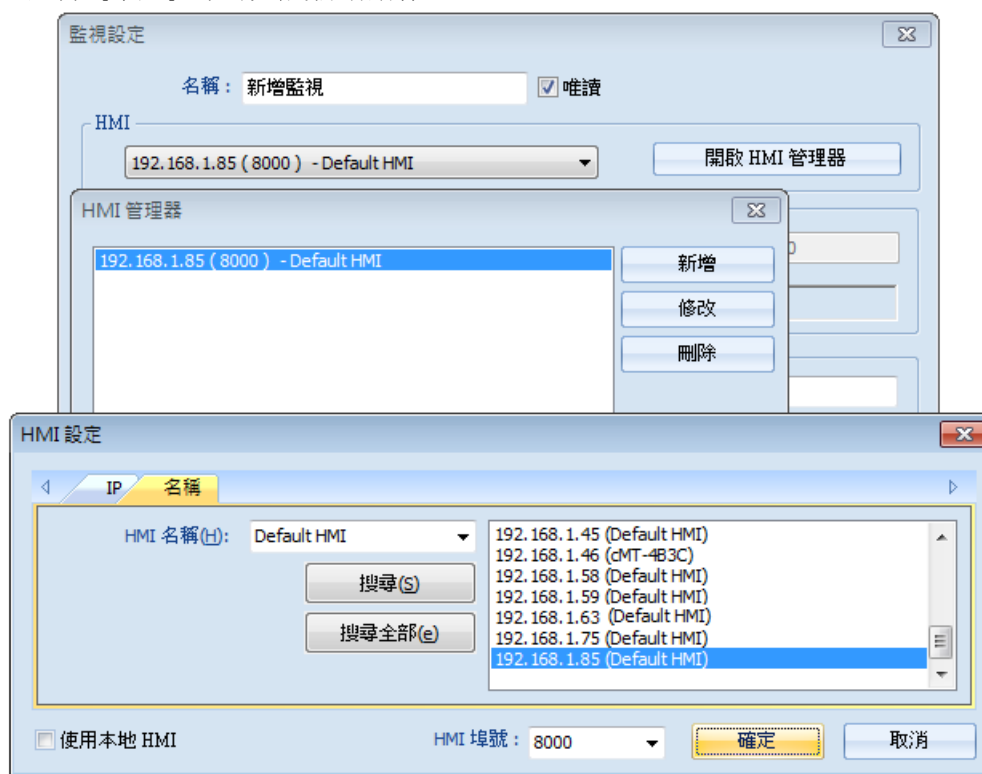 監視設定
名稱： 新增監視 唯讀
HMI
192.168.1.85 ( 8000 ) - Default HMI 開啟 HMI 管理器
HMI 管理器
192.168.1.85 ( 8000 ) - Default HMI
新增
修改
刪除
HMI 設定
IP 名稱
HMI 名稱(H): Default HMI
搜尋(S)
搜尋全部(e)
192.168.1.45 (Default HMI)
192.168.1.46 (cMT-4B3C)
192.168.1.58 (Default HMI)
192.168.1.59 (Default HMI)
192.168.1.63 (Default HMI)
192.168.1.75 (Default HMI)
192.168.1.85 (Default HMI)
使用本地 HMI HMI 埠號： 8000 確定 取消